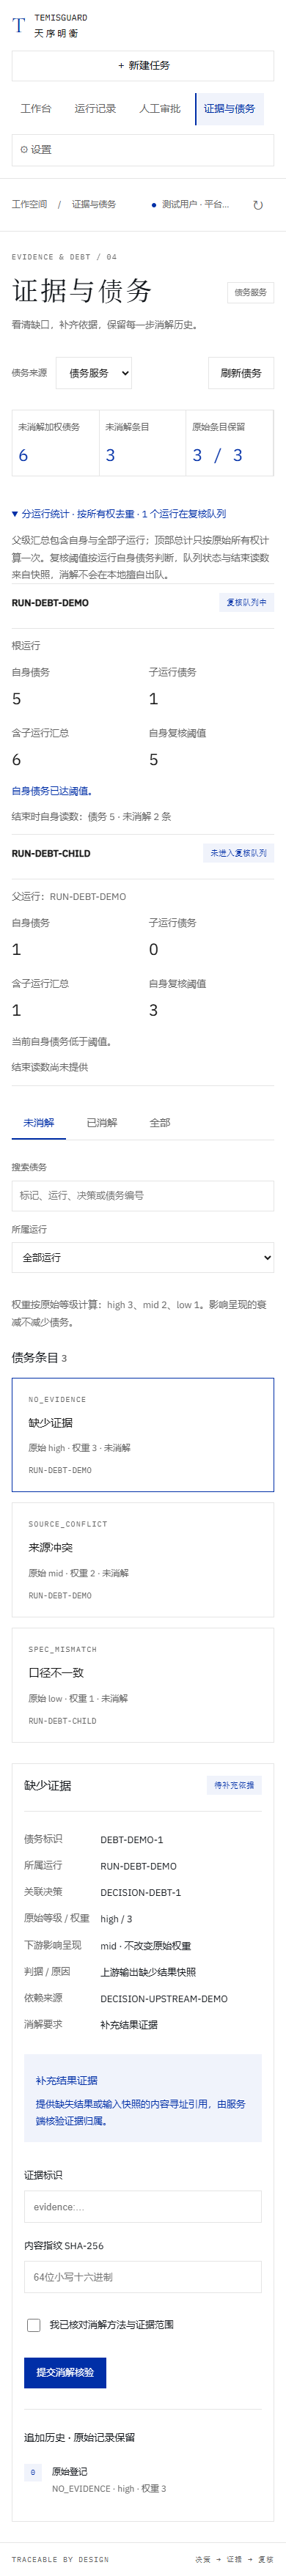 T TEMISGUARD
天序明衡
+ 新建任务
工作台 运行记录 人工审批 证据与债务
设置
工作空间 / 证据与债务 测试用户 · 平台...
EVIDENCE & DEBT / 04
证据与债务 债务服务
看清缺口，补齐依据，保留每一步消解历史。
债务来源 债务服务 刷新债务
未消解加权债务 未消解条目 原始条目保留
6 3 3 / 3
▼ 分运行统计 · 按所有权去重 · 1 个运行在复核队列
父级汇总包含自身与全部子运行；顶部总计只按原始所有权计
算一次。复核阈值按运行自身债务判断，队列状态与结束读数
来自快照，消解不会在本地擅自出队。
RUN-DEBT-DEMO 复核队列中
根运行
自身债务 子运行债务
5 1
含子运行汇总 自身复核阈值
6 5
自身债务已达阈值。
结束时自身读数：债务 5 · 未消解 2 条
RUN-DEBT-CHILD 未进入复核队列
父运行：RUN-DEBT-DEMO
自身债务 子运行债务
1 0
含子运行汇总 自身复核阈值
1 3
当前自身债务低于阈值。
结束读数尚未提供
未消解 已消解 全部
搜索债务
标记、运行、决策或债务编号
所属运行
全部运行
权重按原始等级计算：high 3、mid 2、low 1。影响呈现的衰
减不减少债务。
债务条目 3
NO_EVIDENCE
缺少证据
原始 high · 权重 3 · 未消解
RUN-DEBT-DEMO
SOURCE_CONFLICT
来源冲突
原始 mid · 权重 2 · 未消解
RUN-DEBT-DEMO
SPEC_MISMATCH
口径不一致
原始 low · 权重 1 · 未消解
RUN-DEBT-CHILD
缺少证据 待补充依据
债务标识 DEBT-DEMO-1
所属运行 RUN-DEBT-DEMO
关联决策 DECISION-DEBT-1
原始等级 / 权重 high / 3
下游影响呈现 mid · 不改变原始权重
判据 / 原因 上游输出缺少结果快照
依赖来源 DECISION-UPSTREAM-DEMO
消解要求 补充结果证据
补充结果证据
提供缺失结果或输入快照的内容寻址引用，由服务
端核验证据归属。
证据标识
evidence:...
内容指纹 SHA-256
64位小写十六进制
我已核对消解方法与证据范围
提交消解核验
追加历史 · 原始记录保留
0 原始登记
NO_EVIDENCE · high · 权重 3
TRACEABLE BY DESIGN 决策 → 证据 → 复核